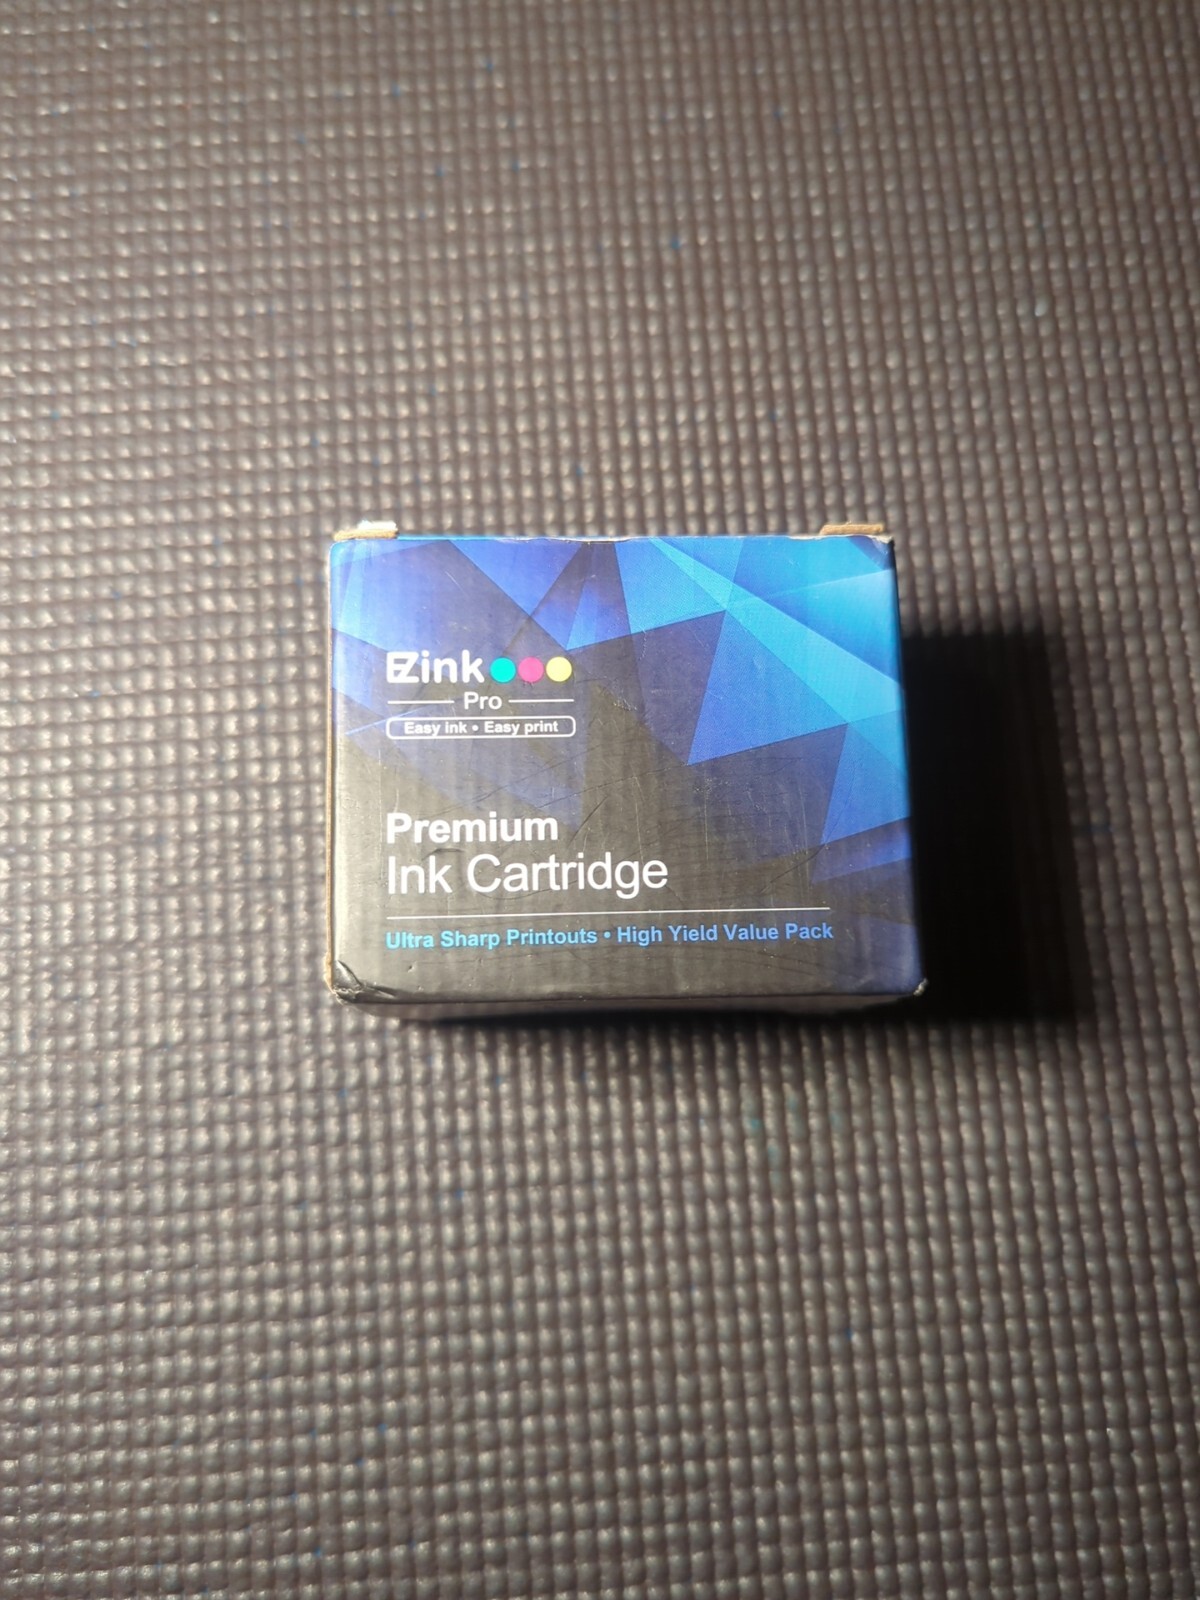 EZink
Pro
Easy ink • Easy print
Premium
Ink Cartridge
Ultra Sharp Printouts • High Yield Value Pack